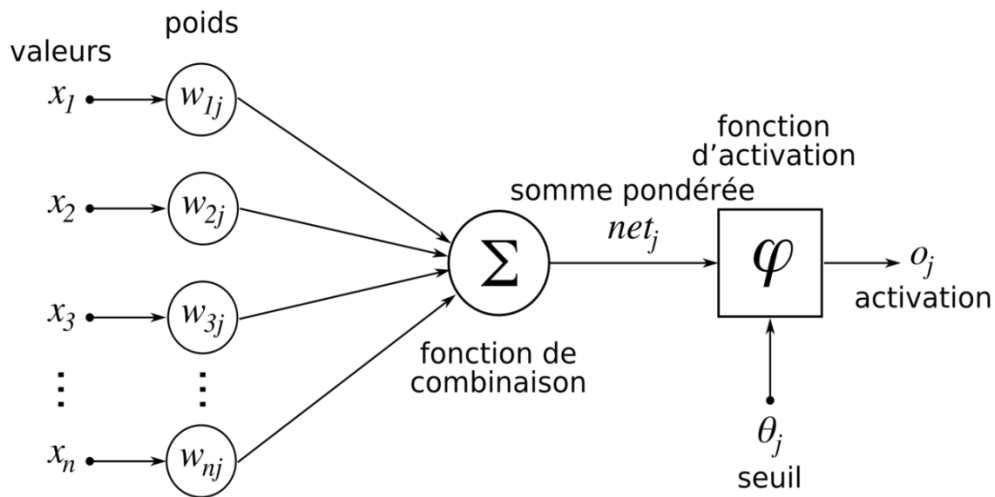 poids
valeurs
x1
w1j
x2
w2j
x3
w3j
⋮
⋮
xn
wnj
Σ
fonction de
combinaison
somme pondérée
netj
fonction
d'activation
φ
oj
activation
θj
seuil